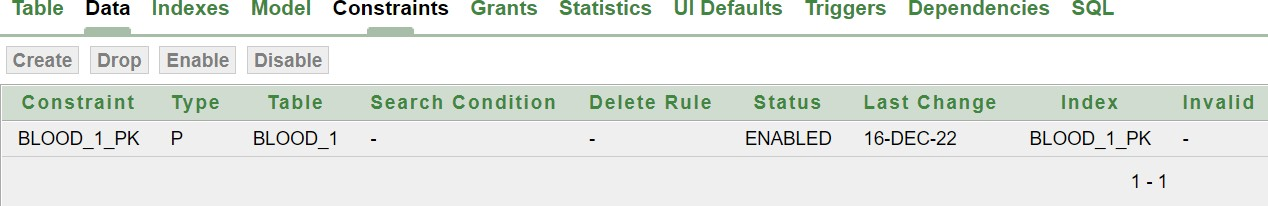 Table Data Indexes Model Constraints Grants Statistics UI Defaults Triggers Dependencies SQL
Create Drop Enable Disable
Constraint Type Table Search Condition Delete Rule Status Last Change Index Invalid
BLOOD_1_PK P BLOOD_1 - - ENABLED 16-DEC-22 BLOOD_1_PK -
1 - 1